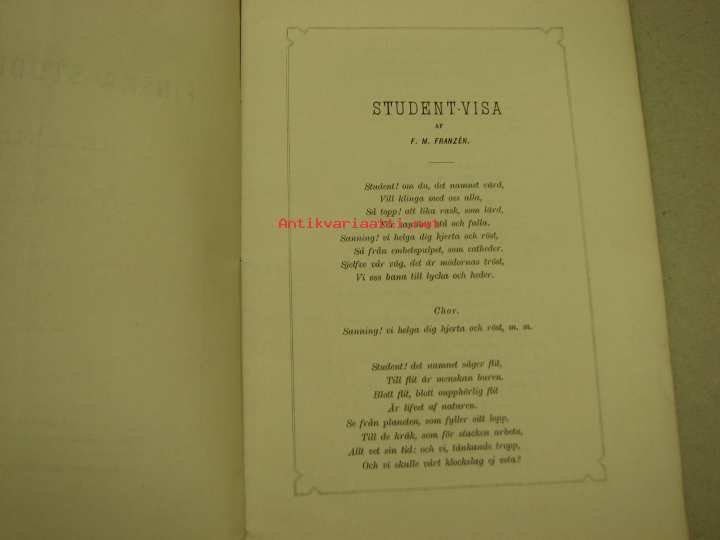 STUDENT-VISA
AF
F. M. FRANZÉN.
Student! om du, det namnet värd,
Vill klinga med oss alla,
Så topp! att lika rask, som lärd,
stå och falla.
Antikvariaatti.net
Sanning! vi helga dig hjerta och röst,
Så från embetspulpet, som catheder.
Sjelfve vår väg, det är mödornas tröst,
Vi oss bana till lycka och heder.
Chor.
Sanning! vi helga dig hjerta och röst, m. m.
Student! det namnet säger flit,
Till flit är menskan buren.
Blott flit, blott oupphörlig flit
Är lifvet af naturen.
Se från planeten, som fyller sitt lopp,
Till de kräk, som för stacken arbeta,
Allt vet sin tid: och vi, tänkande tropp,
Och vi skulle vårt klockslag ej veta?